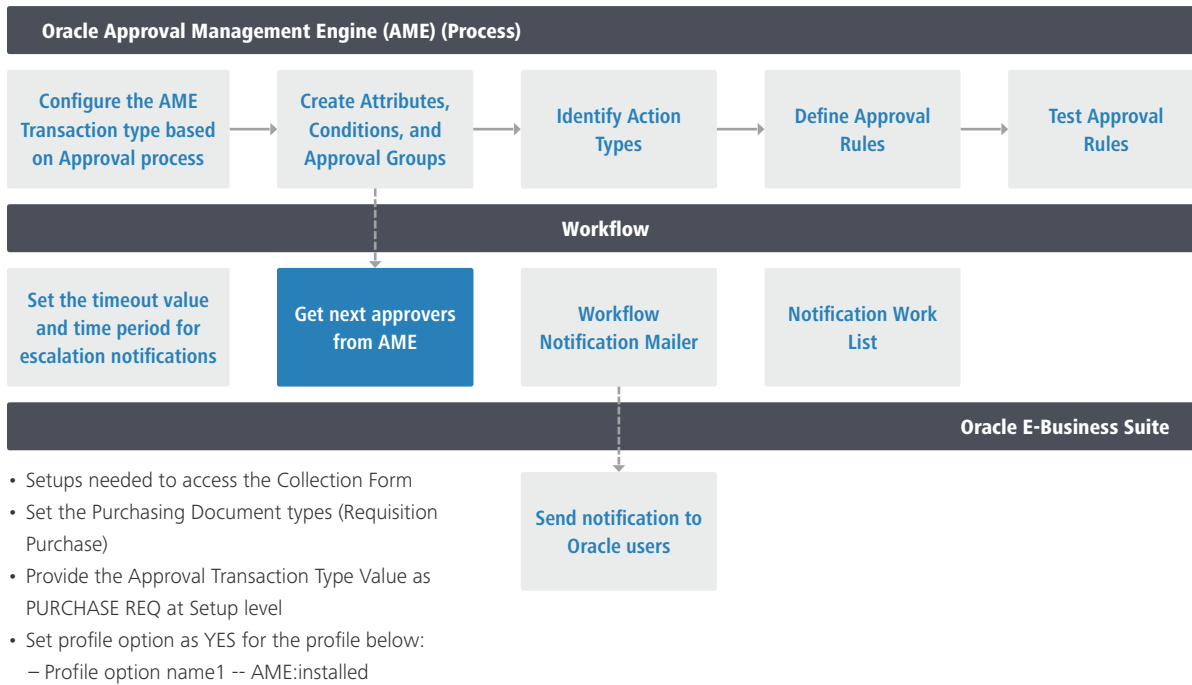 Oracle Approval Management Engine (AME) (Process)
Configure the AME
Transaction type based
on Approval process
Create Attributes,
Conditions, and
Approval Groups
Identify Action
Types
Define Approval
Rules
Test Approval
Rules
Workflow
Set the timeout value
and time period for
escalation notifications
Get next approvers
from AME
Workflow
Notification Mailer
Notification Work
List
Oracle E-Business Suite
• Setups needed to access the Collection Form
• Set the Purchasing Document types (Requisition
Purchase)
• Provide the Approval Transaction Type Value as
PURCHASE REQ at Setup level
• Set profile option as YES for the profile below:
– Profile option name1 -- AME:installed
Send notification to
Oracle users